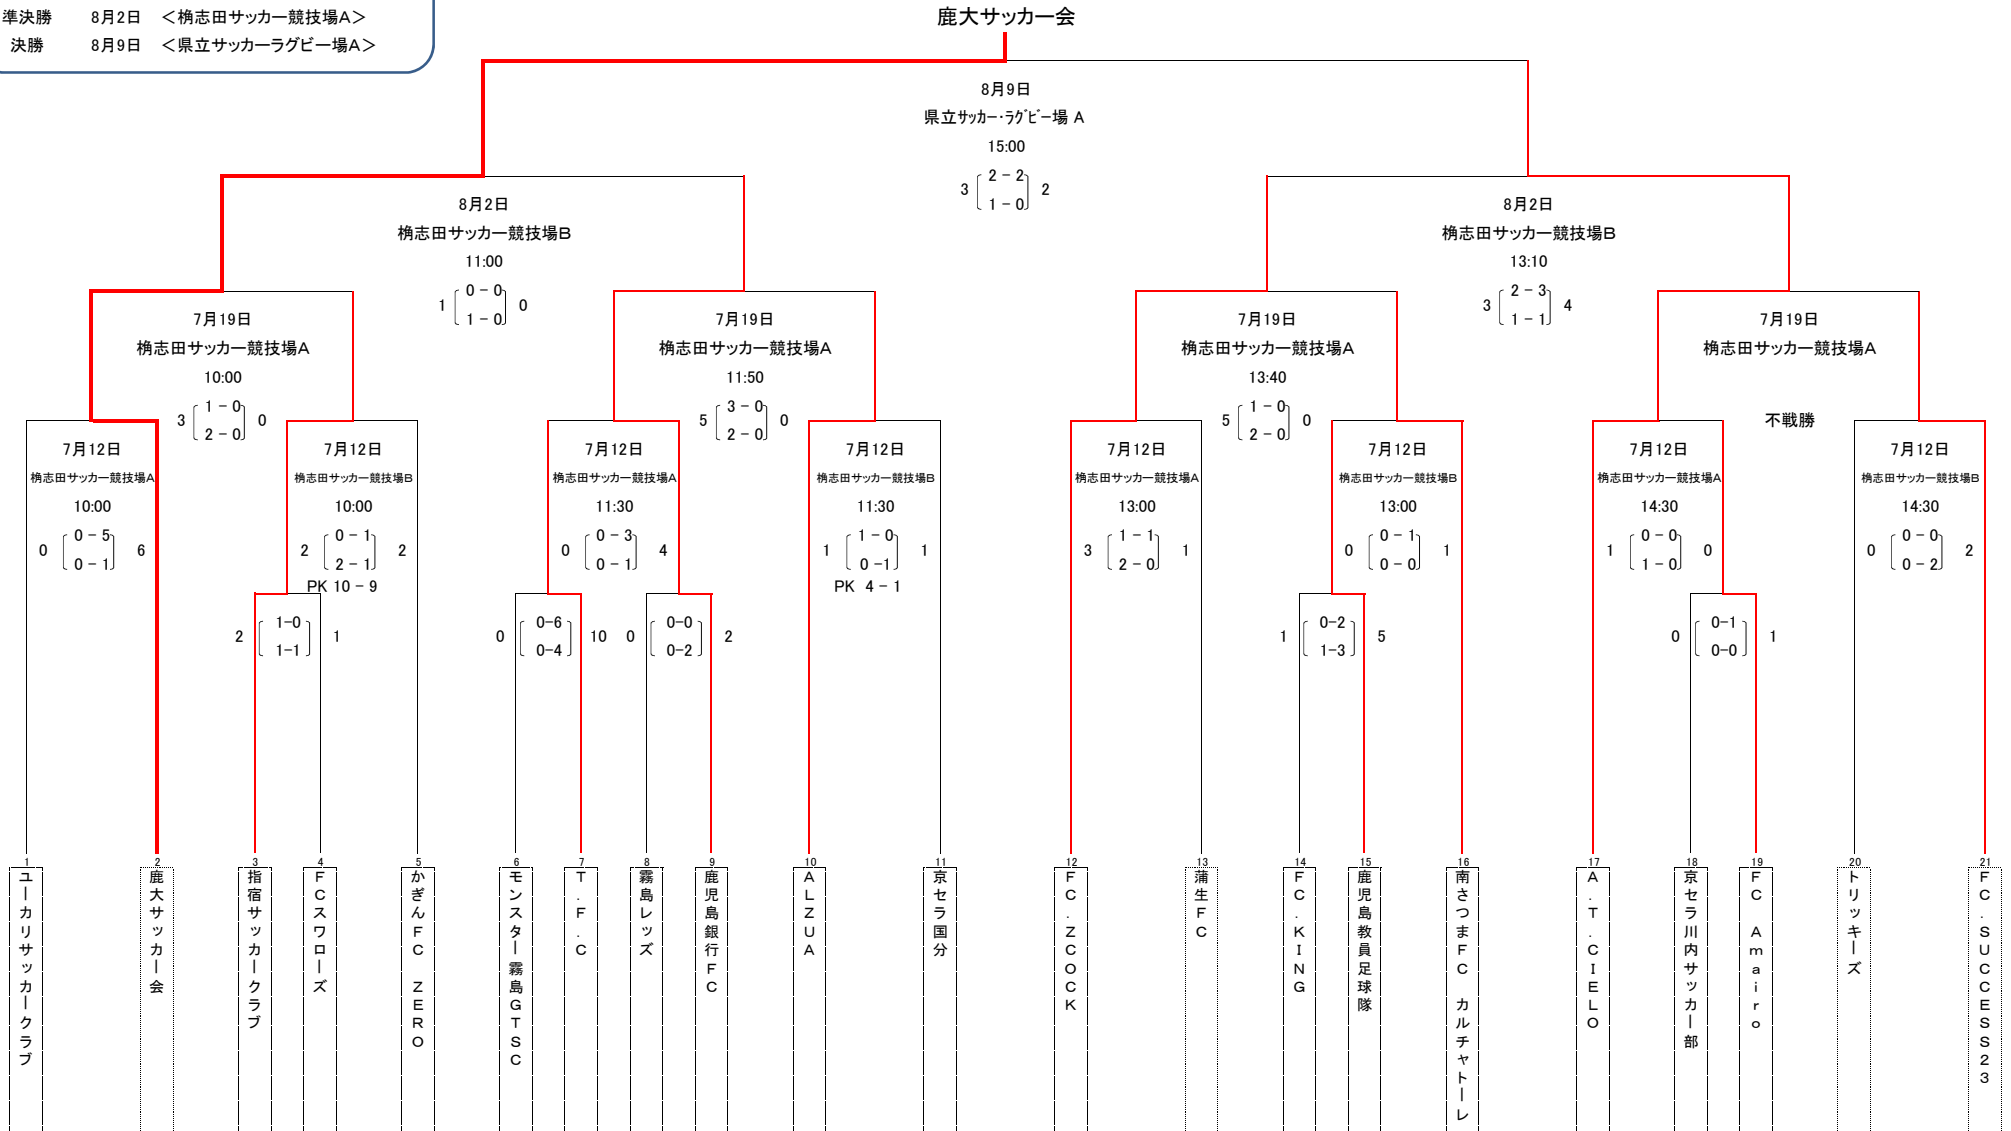 準決勝 8月2日 ＜桷志田サッカー競技場A＞
決勝 8月9日 ＜県立サッカーラグビー場A＞
鹿大サッカー会
8月9日
県立サッカー・ラグビー場 A
15:00
3 2 － 2 2
1 － 0
8月2日
桷志田サッカー競技場B
11:00
1 0 － 0 0
1 － 0
8月2日
桷志田サッカー競技場B
13:10
3 2 － 3 4
1 － 1
7月19日
桷志田サッカー競技場A
10:00
3 1 － 0 0
2 － 0
7月19日
桷志田サッカー競技場A
11:50
5 3 － 0 0
2 － 0
7月19日
桷志田サッカー競技場A
13:40
5 1 － 0 0
2 － 0
7月19日
桷志田サッカー競技場A
不戦勝
7月12日
桷志田サッカー競技場A
10:00
0 0 － 5 6
0 － 1
7月12日
桷志田サッカー競技場B
10:00
2 0 － 1 2
2 － 1
PK 10 － 9
7月12日
桷志田サッカー競技場A
11:30
0 0 － 3 4
0 － 1
7月12日
桷志田サッカー競技場B
11:30
1 1 － 0 1
0 －1
PK 4 － 1
7月12日
桷志田サッカー競技場A
13:00
3 1 － 1 1
2 － 0
7月12日
桷志田サッカー競技場B
13:00
0 0 － 1 1
0 － 0
7月12日
桷志田サッカー競技場A
14:30
1 0 － 0 0
1 － 0
7月12日
桷志田サッカー競技場B
14:30
0 0 － 0 2
0 － 2
2 1－0 1
1－1
0 0－6 10
0－4
0 0－0 2
0－2
1 0－2 5
1－3
0 0－1 1
0－0
1
ユーカリサッカークラブ
2
鹿大サッカー会
3
指宿サッカークラブ
4
FCスワローズ
5
かぎんFC ZERO
6
モンスター霧島GTSC
7
T.F.C
8
霧島レッズ
9
鹿児島銀行FC
10
ALZUA
11
京セラ国分
12
FC.ZCOCK
13
蒲生FC
14
FC.KING
15
鹿児島教員足球隊
16
南さつまFC カルチャトーレ
17
A.T.CIELO
18
京セラ川内サッカー部
19
FC Amairo
20
トリッキーズ
21
FC.SUCCESS23